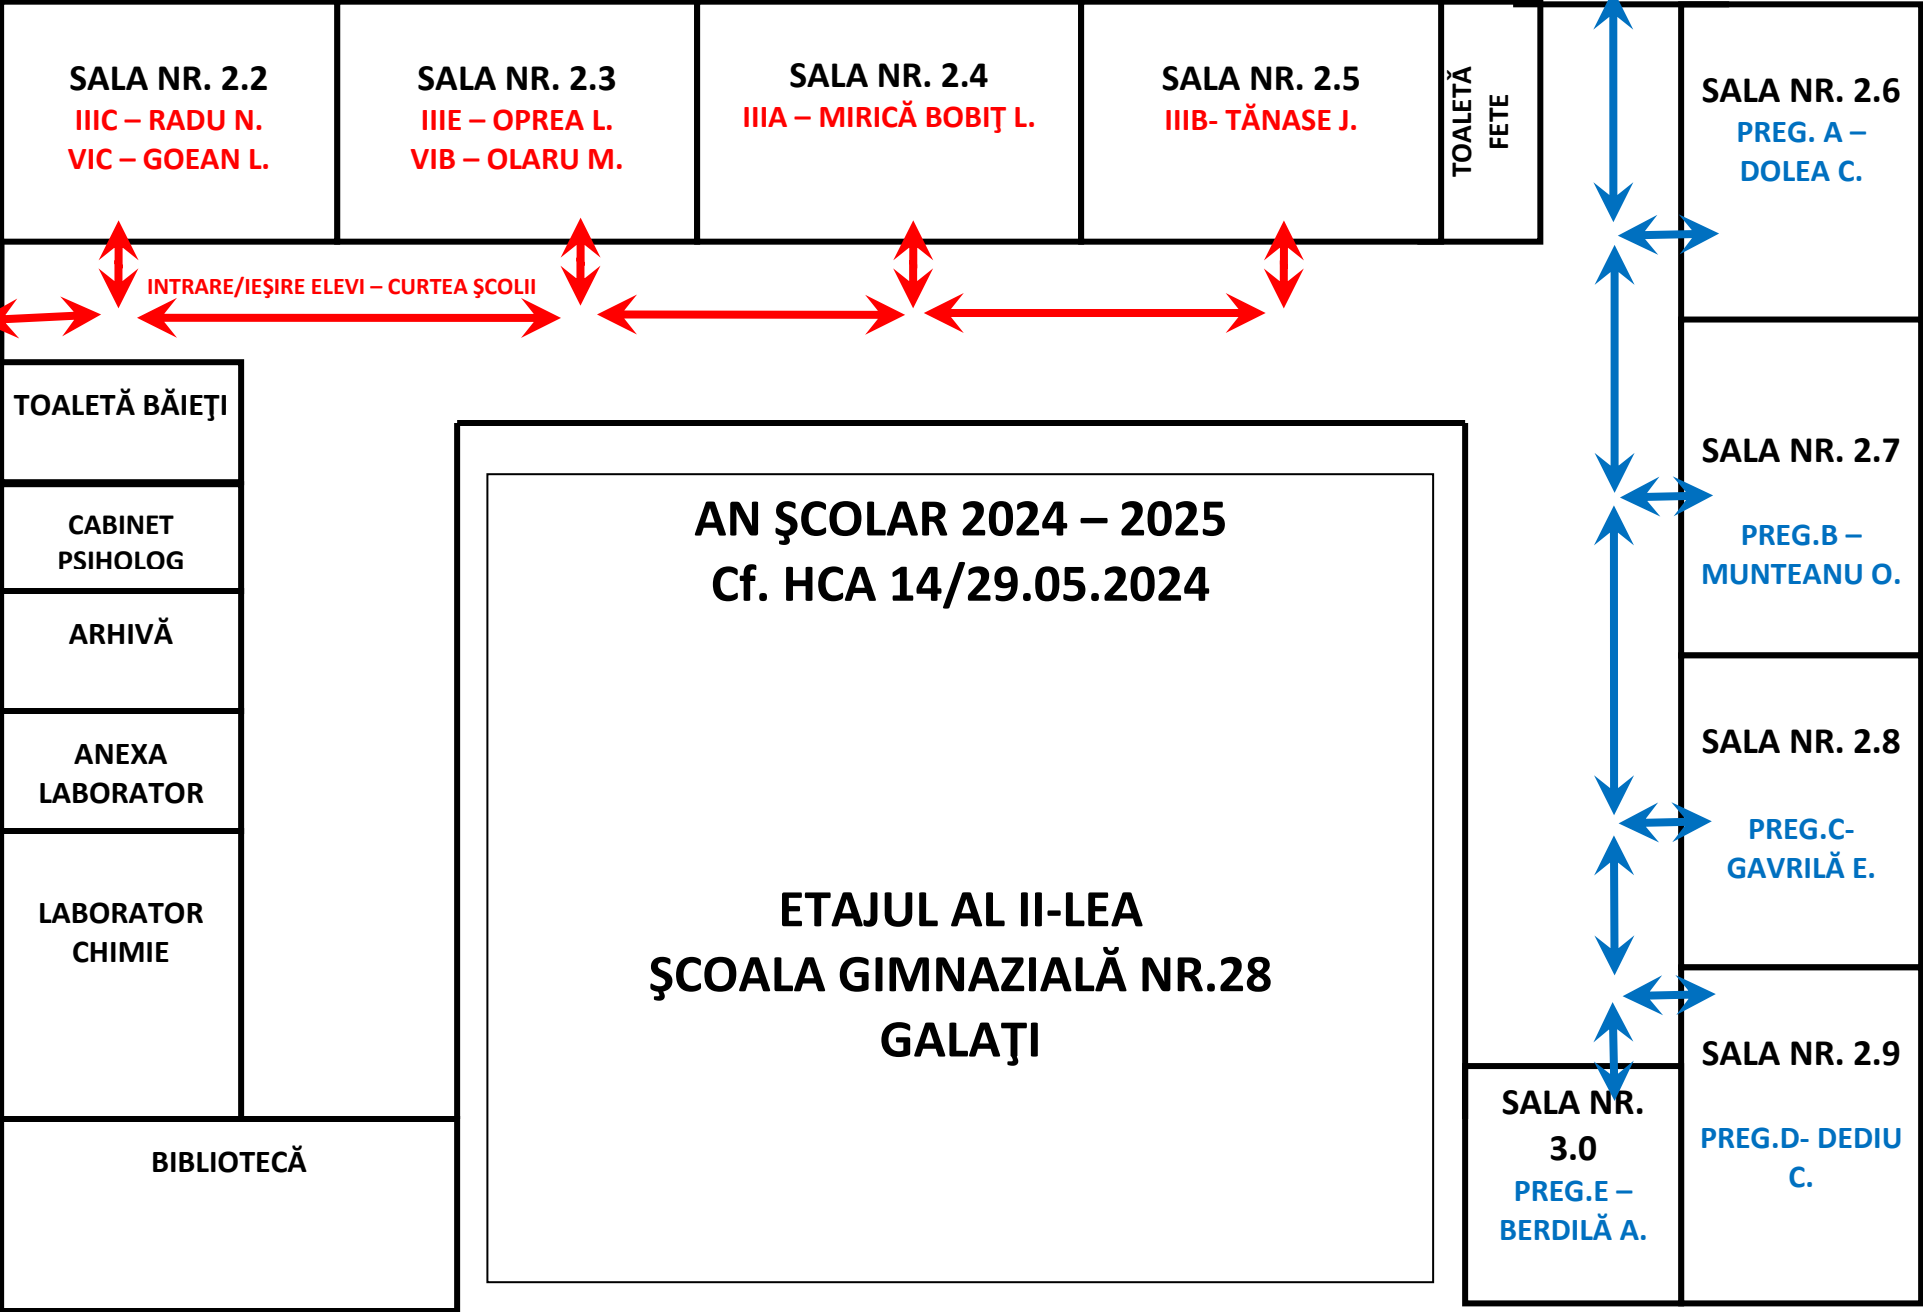 SALA NR. 2.2
IIIC – RADU N.
VIC – GOEAN L.
SALA NR. 2.3
IIIE – OPREA L.
VIB – OLARU M.
SALA NR. 2.4
IIIA – MIRICĂ BOBIŢ L.
SALA NR. 2.5
IIIB- TĂNASE J.
TOALETĂ
FETE
SALA NR. 2.6
PREG. A –
DOLEA C.
INTRARE/IEŞIRE ELEVI – CURTEA ŞCOLII
TOALETĂ BĂIEŢI
CABINET
PSIHOLOG
ARHIVĂ
ANEXA
LABORATOR
LABORATOR
CHIMIE
BIBLIOTECĂ
AN ŞCOLAR 2024 – 2025
Cf. HCA 14/29.05.2024
ETAJUL AL II-LEA
ŞCOALA GIMNAZIALĂ NR.28
GALAŢI
SALA NR. 2.7
PREG.B –
MUNTEANU O.
SALA NR. 2.8
PREG.C-
GAVRILĂ E.
SALA NR. 2.9
PREG.D- DEDIU
C.
SALA NR.
3.0
PREG.E –
BERDILĂ A.